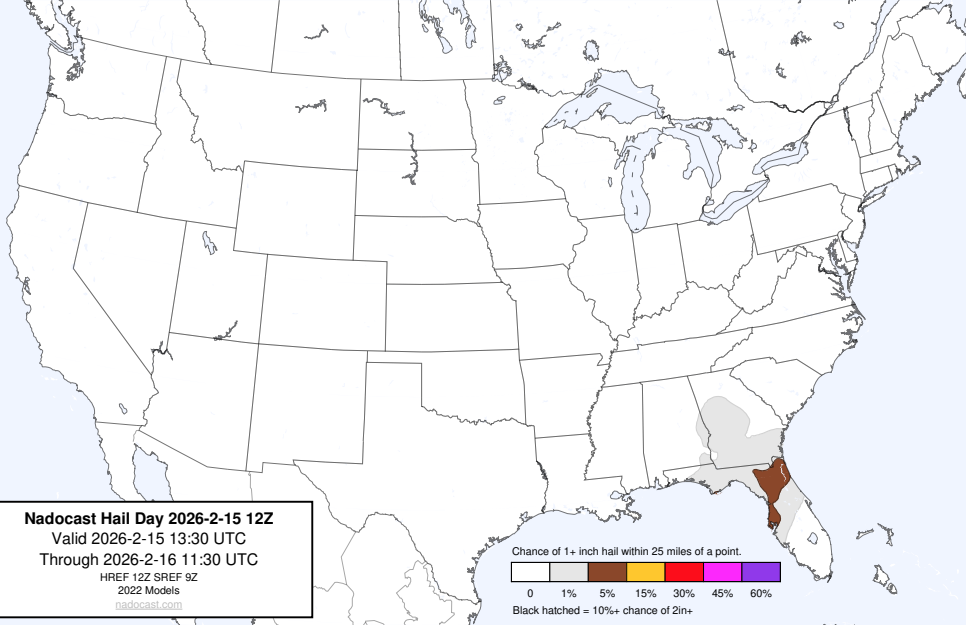 Nadocast Hail Day 2026-2-15 12Z
Valid 2026-2-15 13:30 UTC
Through 2026-2-16 11:30 UTC
HREF 12Z SREF 9Z
2022 Models
nadocast.com
Chance of 1+ inch hail within 25 miles of a point.
0 1% 5% 15% 30% 45% 60%
Black hatched = 10%+ chance of 2in+